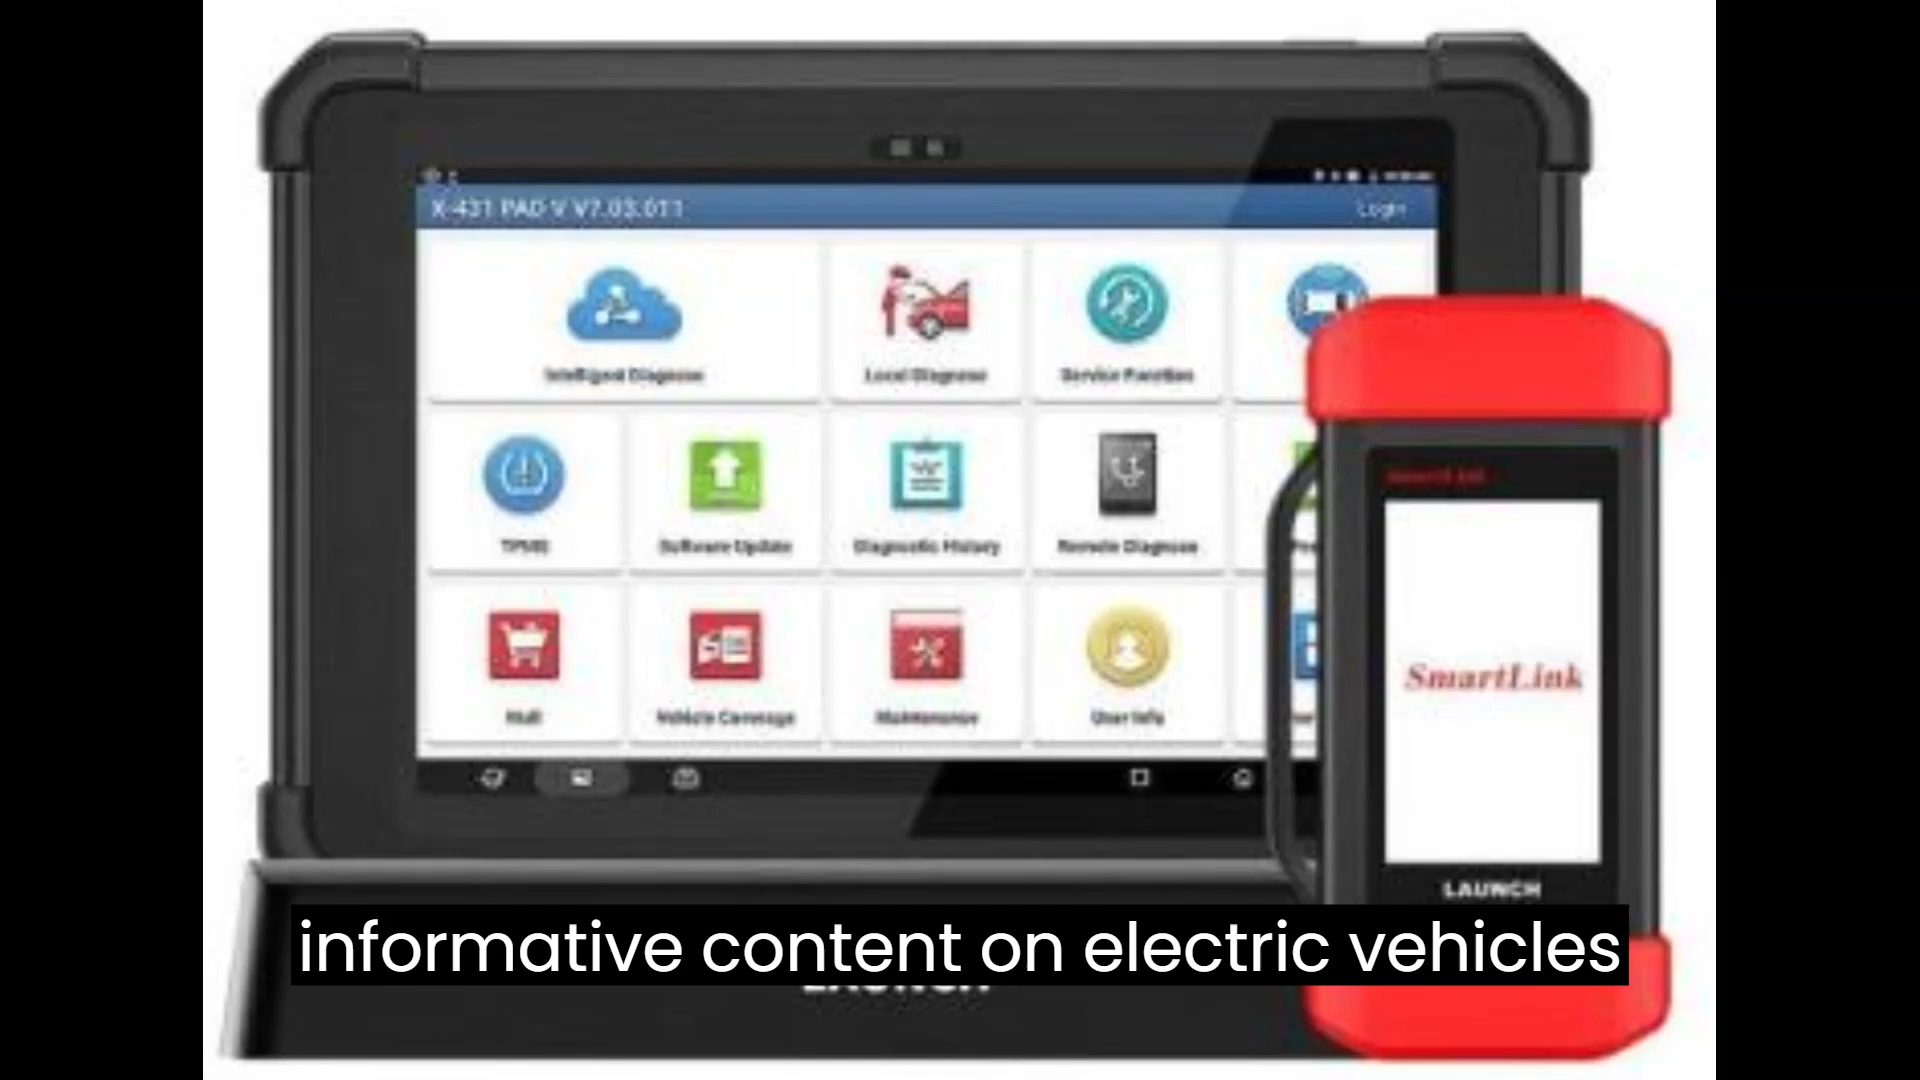 X-431 PAD V V7.03.011
Login
Intelligent Diagnose
Local Diagnose
Service Function
SmartLink
TPMS
Software Update
Diagnostic History
Remote Diagnose
SmartLink
Mall
Vehicle Coverage
Maintenance
User Info
LAUNCH
informative content on electric vehicles